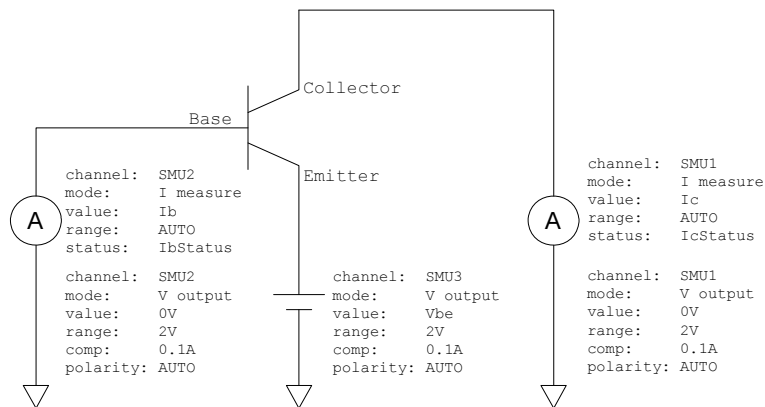 Collector
Base
Emitter
channel: SMU2
mode: I measure
value: Ib
range: AUTO
status: IbStatus
A
channel: SMU2
mode: V output
value: 0V
range: 2V
comp: 0.1A
polarity: AUTO
channel: SMU3
mode: V output
value: Vbe
range: 2V
comp: 0.1A
polarity: AUTO
channel: SMU1
mode: I measure
value: Ic
range: AUTO
status: IcStatus
A
channel: SMU1
mode: V output
value: 0V
range: 2V
comp: 0.1A
polarity: AUTO